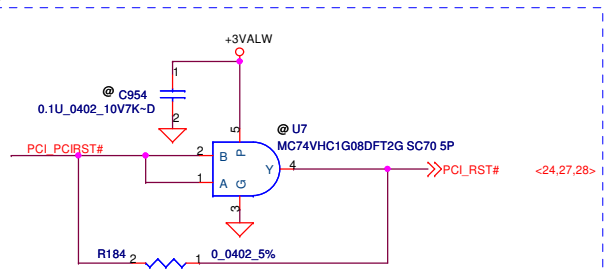 +3VALW
1
@ C954
0.1U_0402_10V7K~D
2
5
@ U7
MC74VHC1G08DFT2G SC70 5P
PCI_PCIRST#
2
B
P
Y
4
1
A
G
PCI_RST#
<24,27,28>
3
R184
2
1
0_0402_5%